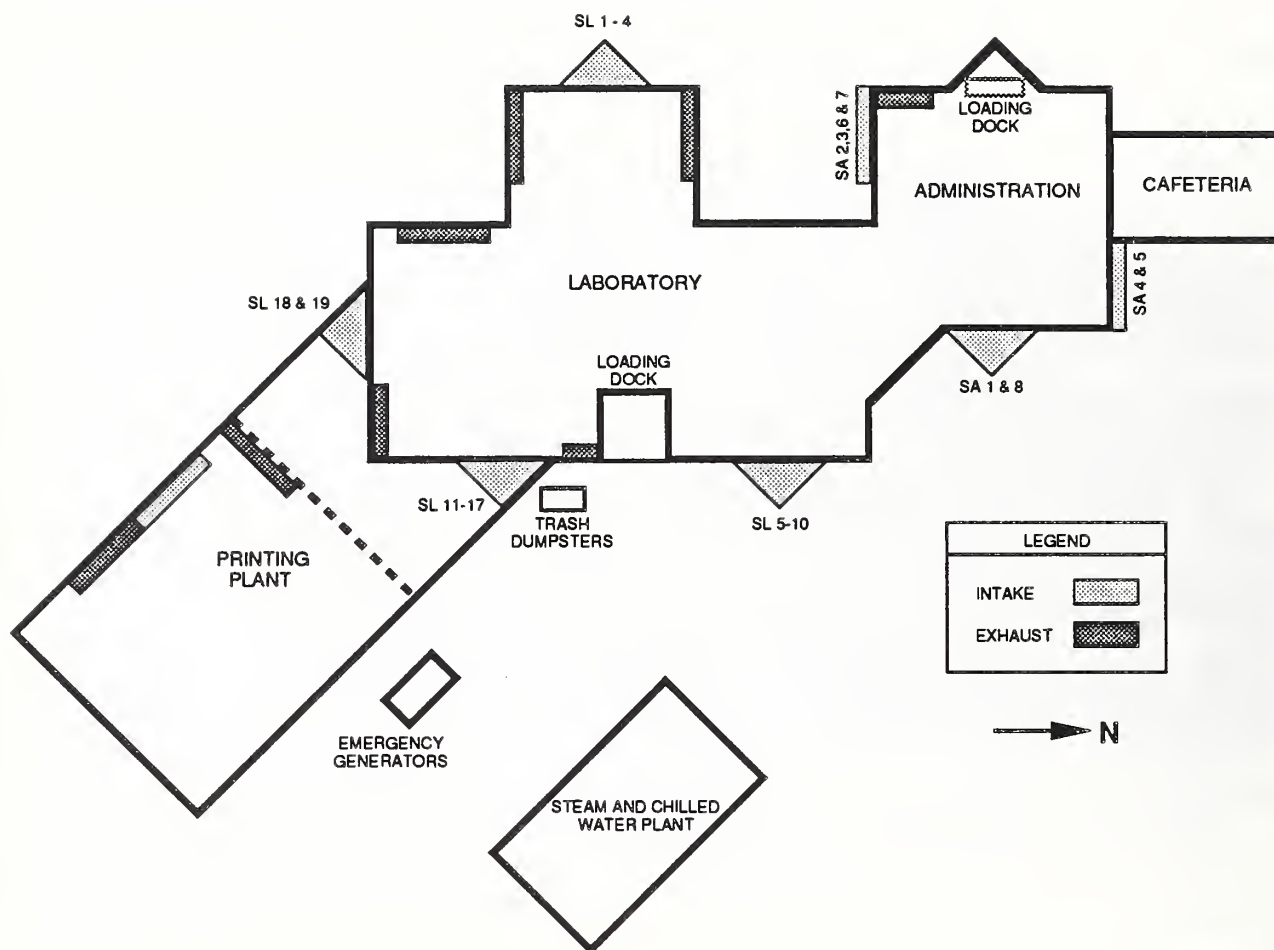 SL 1 - 4
SA 2,3,6 & 7
LOADING
DOCK
ADMINISTRATION
CAFETERIA
SA 4 & 5
LABORATORY
SL 18 & 19
LOADING
DOCK
SA 1 & 8
SL 11-17
TRASH
DUMPSTERS
SL 5-10
PRINTING
PLANT
LEGEND
INTAKE
EXHAUST
N
EMERGENCY
GENERATORS
STEAM AND CHILLED
WATER PLANT